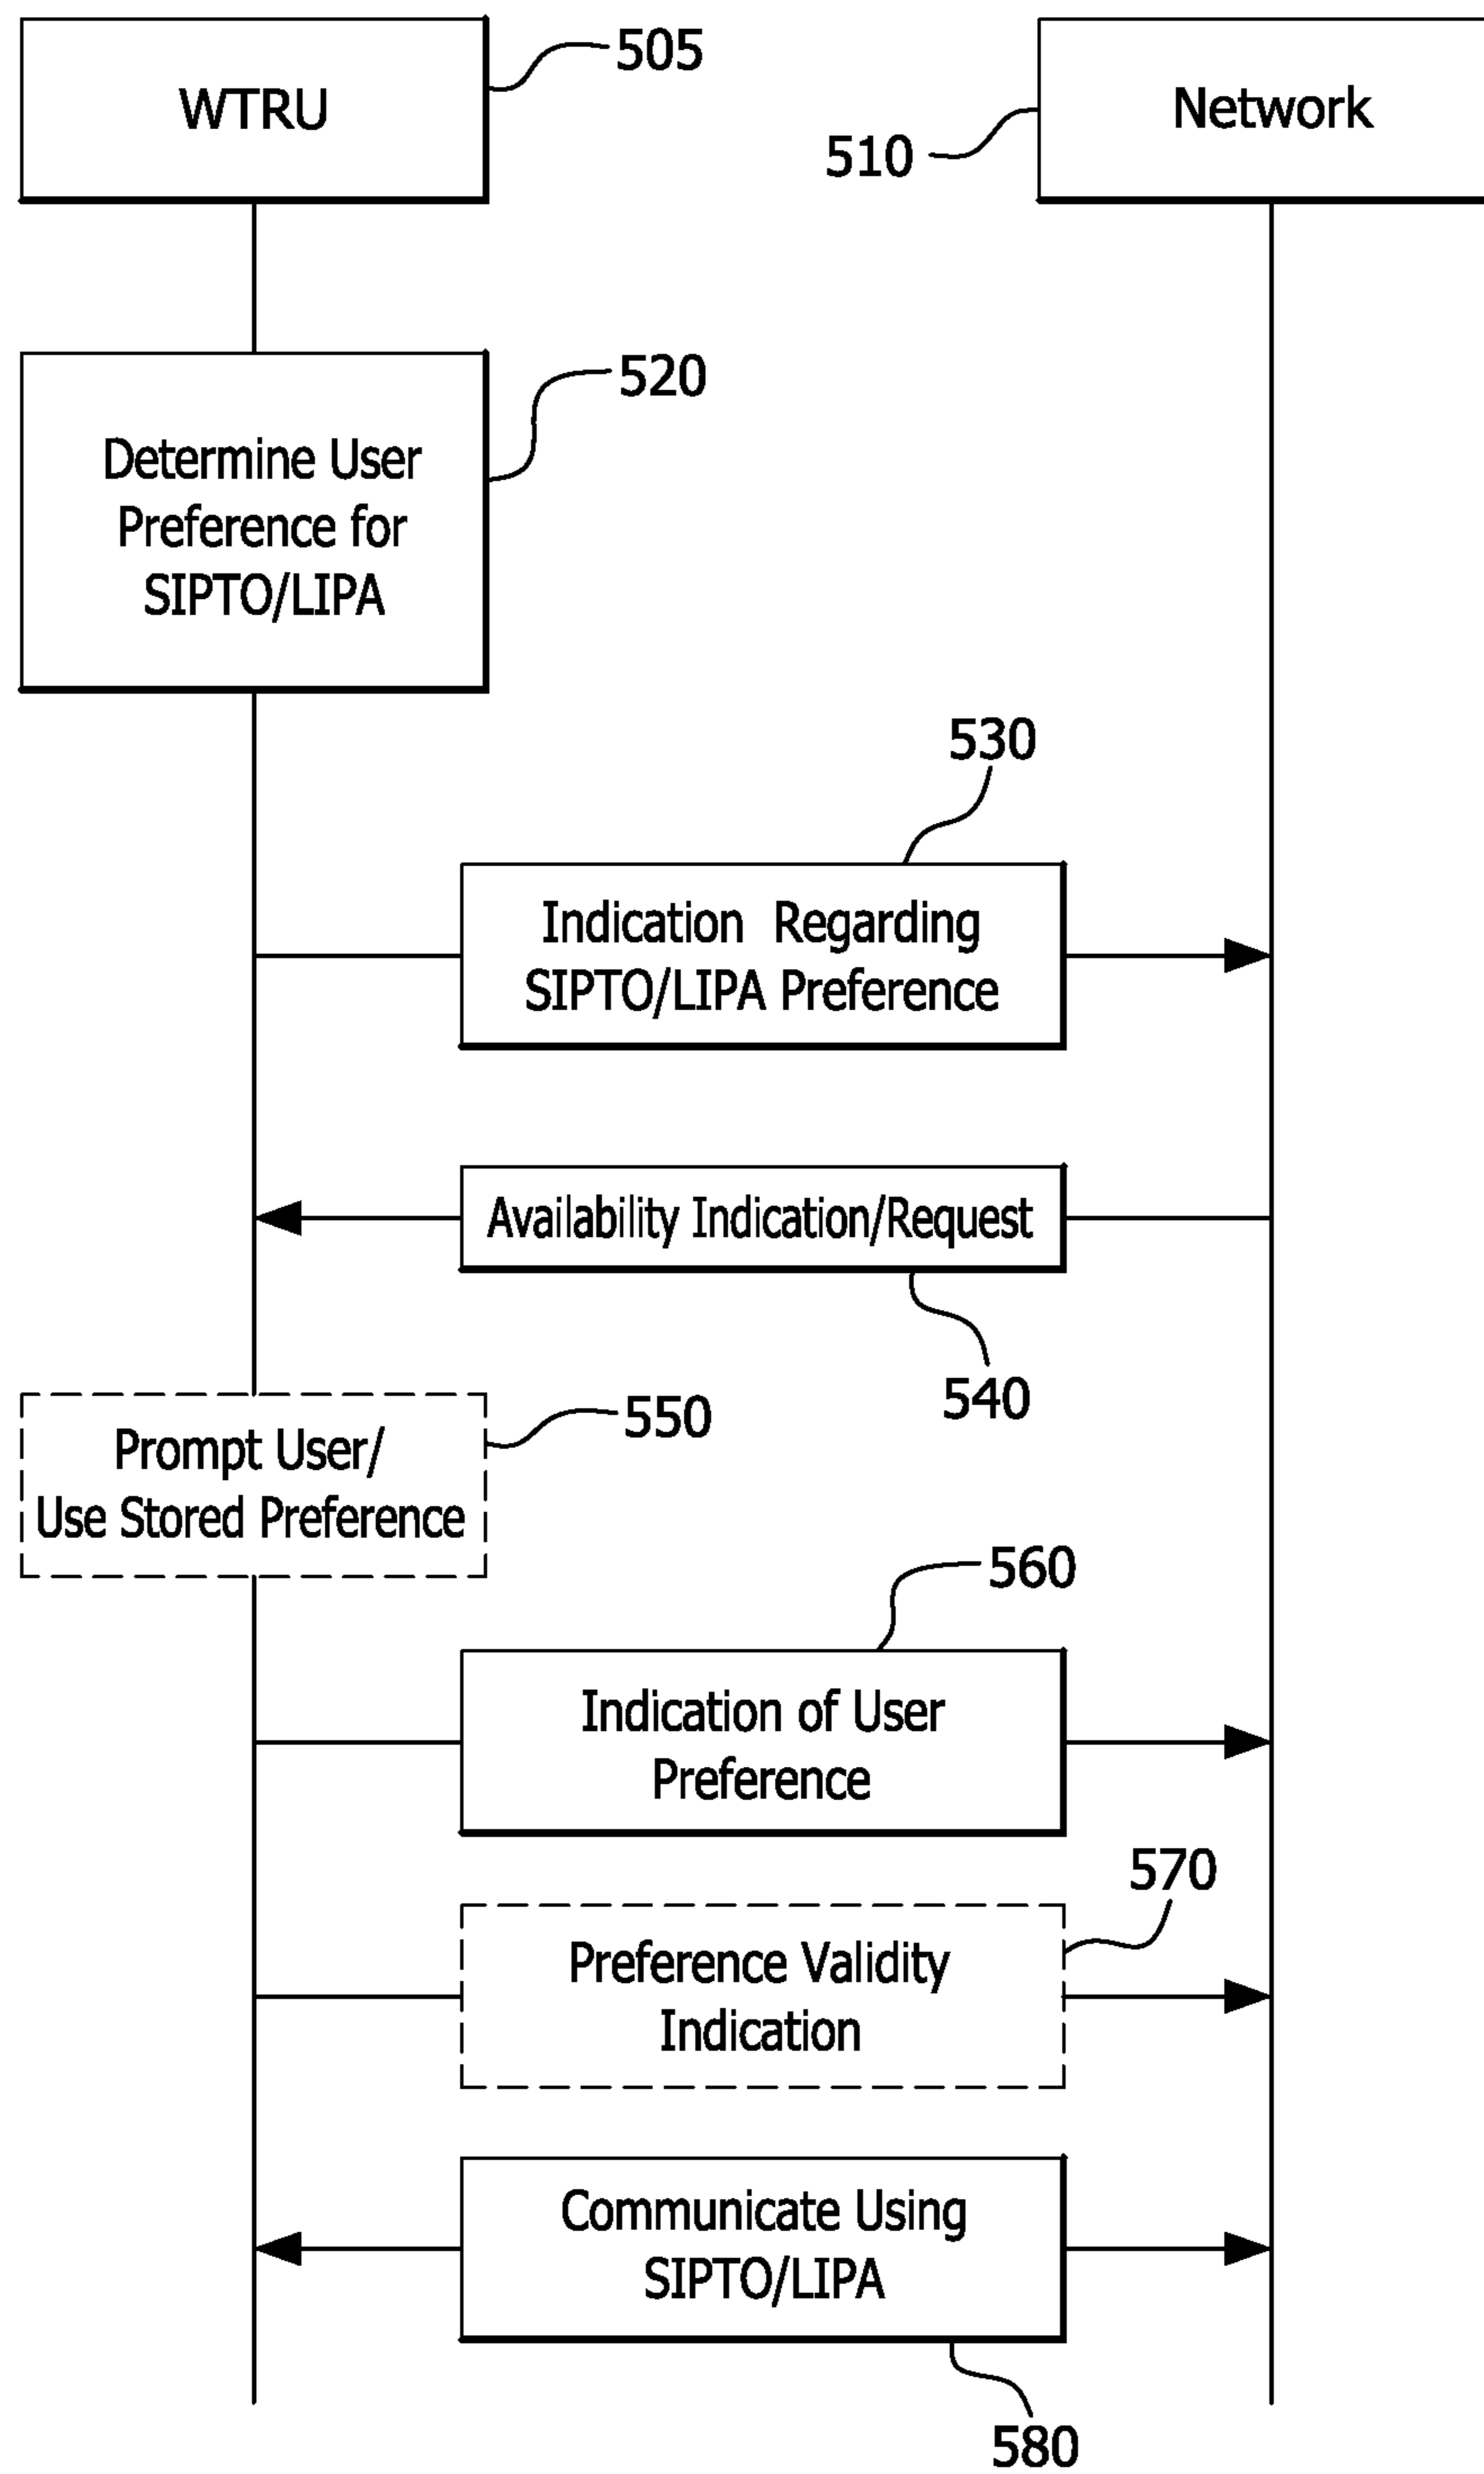 WTRU
505
Network
510
Determine User
Preference for
SIPTO/LIPA
520
530
Indication Regarding
SIPTO/LIPA Preference
Availability Indication/Request
540
Prompt User/
Use Stored Preference
550
560
Indication of User
Preference
570
Preference Validity
Indication
Communicate Using
SIPTO/LIPA
580